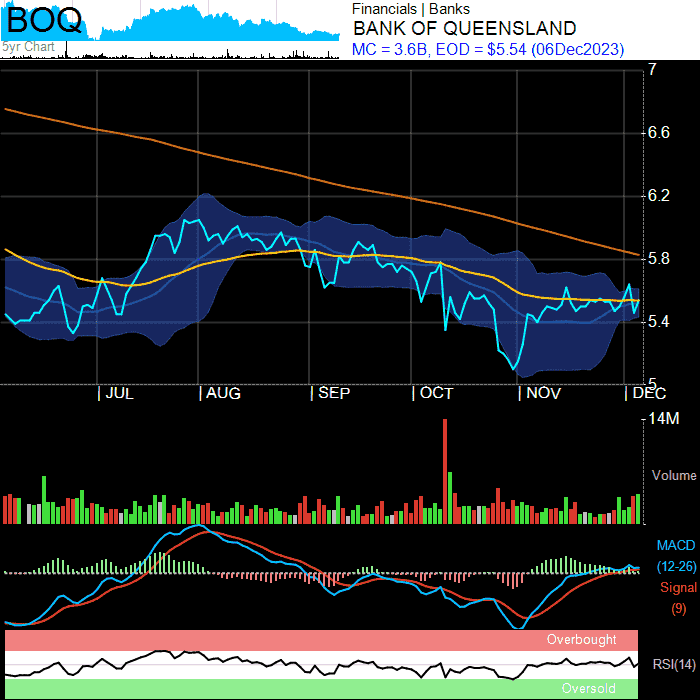 BOQ
5yr Chart
Financials | Banks
BANK OF QUEENSLAND
MC = 3.6B, EOD = $5.54 (06Dec2023)
7
6.6
6.2
5.8
5.4
5
| JUL | AUG | SEP | OCT | NOV | DEC
14M
Volume
MACD
(12-26)
Signal
(9)
Overbought
RSI(14)
Oversold